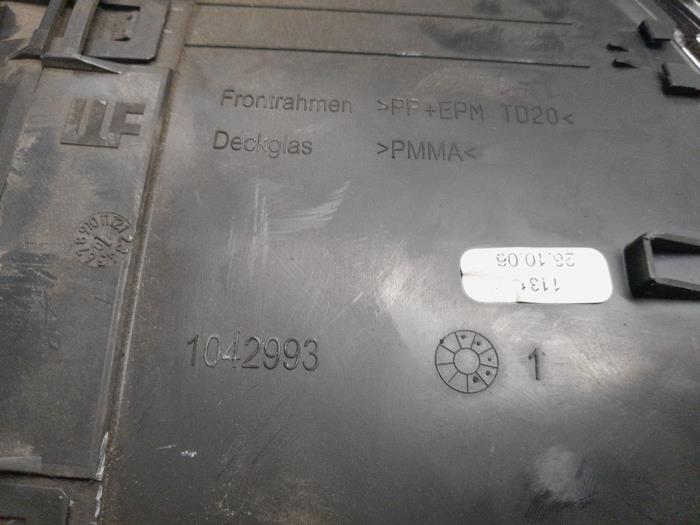 Frontrahmen >PP+EPM TD20<
Deckglas >PMMA<
26.10.05
1042993
1